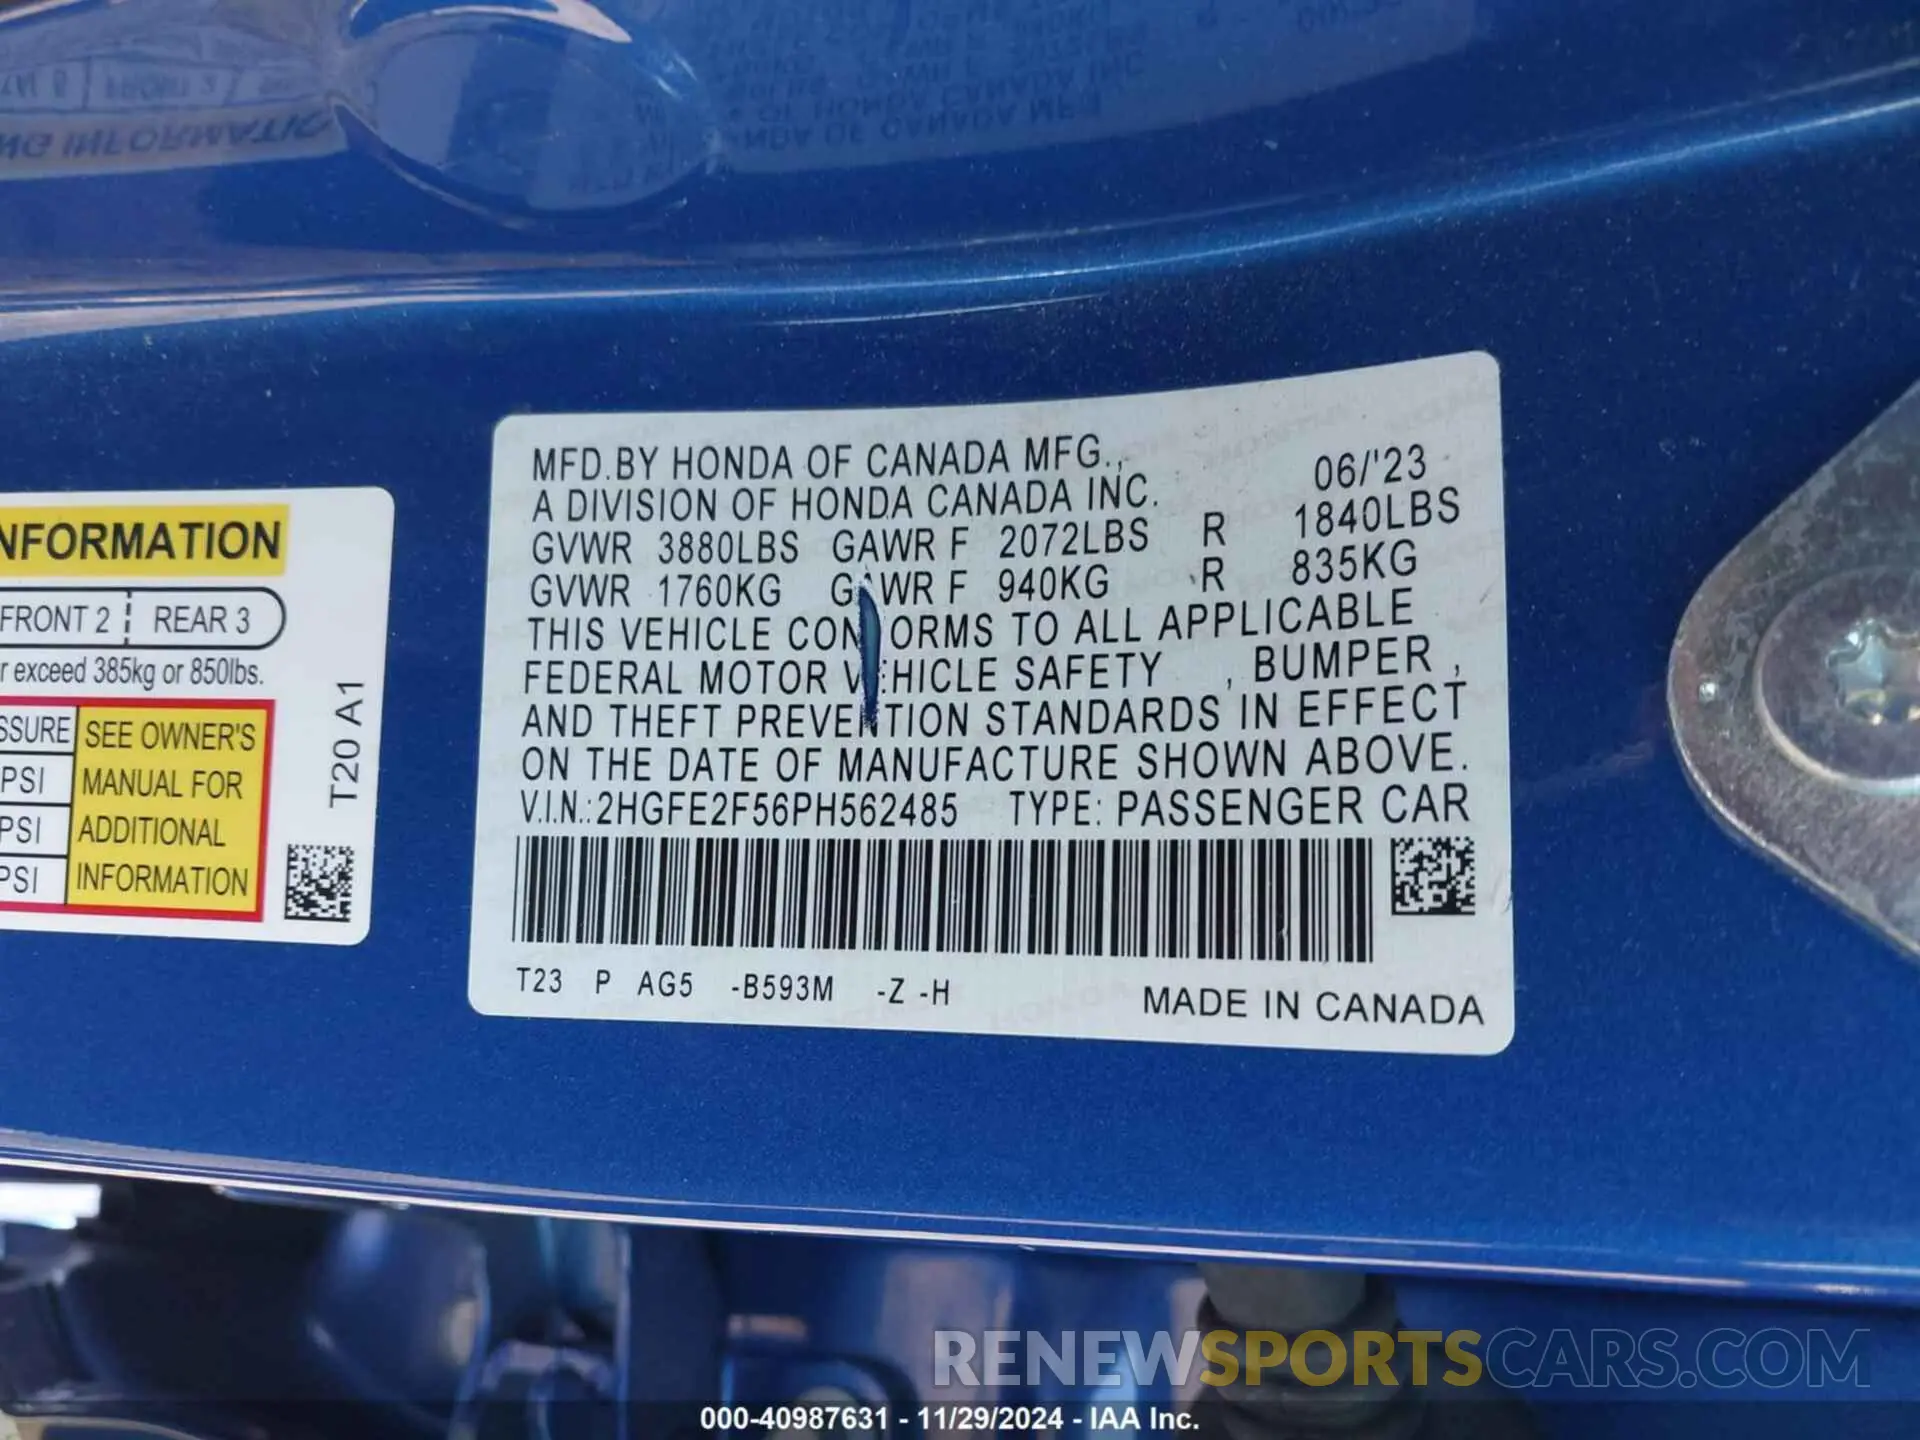 NFORMATION
FRONT 2 REAR 3
r exceed 385kg or 850lbs.
SSURE SEE OWNER'S
PSI MANUAL FOR
PSI ADDITIONAL
PSI INFORMATION
T20 A1
MFD.BY HONDA OF CANADA MFG., 06/'23
A DIVISION OF HONDA CANADA INC.
GVWR 3880LBS GAWR F 2072LBS R 1840LBS
GVWR 1760KG GAWR F 940KG R 835KG
THIS VEHICLE CONFORMS TO ALL APPLICABLE
FEDERAL MOTOR VEHICLE SAFETY , BUMPER ,
AND THEFT PREVENTION STANDARDS IN EFFECT
ON THE DATE OF MANUFACTURE SHOWN ABOVE.
V.I.N.:2HGFE2F56PH562485 TYPE: PASSENGER CAR
T23 P AG5 -B593M -Z -H
MADE IN CANADA
RENEWSPORTSCARS.COM
000-40987631 - 11/29/2024 - IAA Inc.